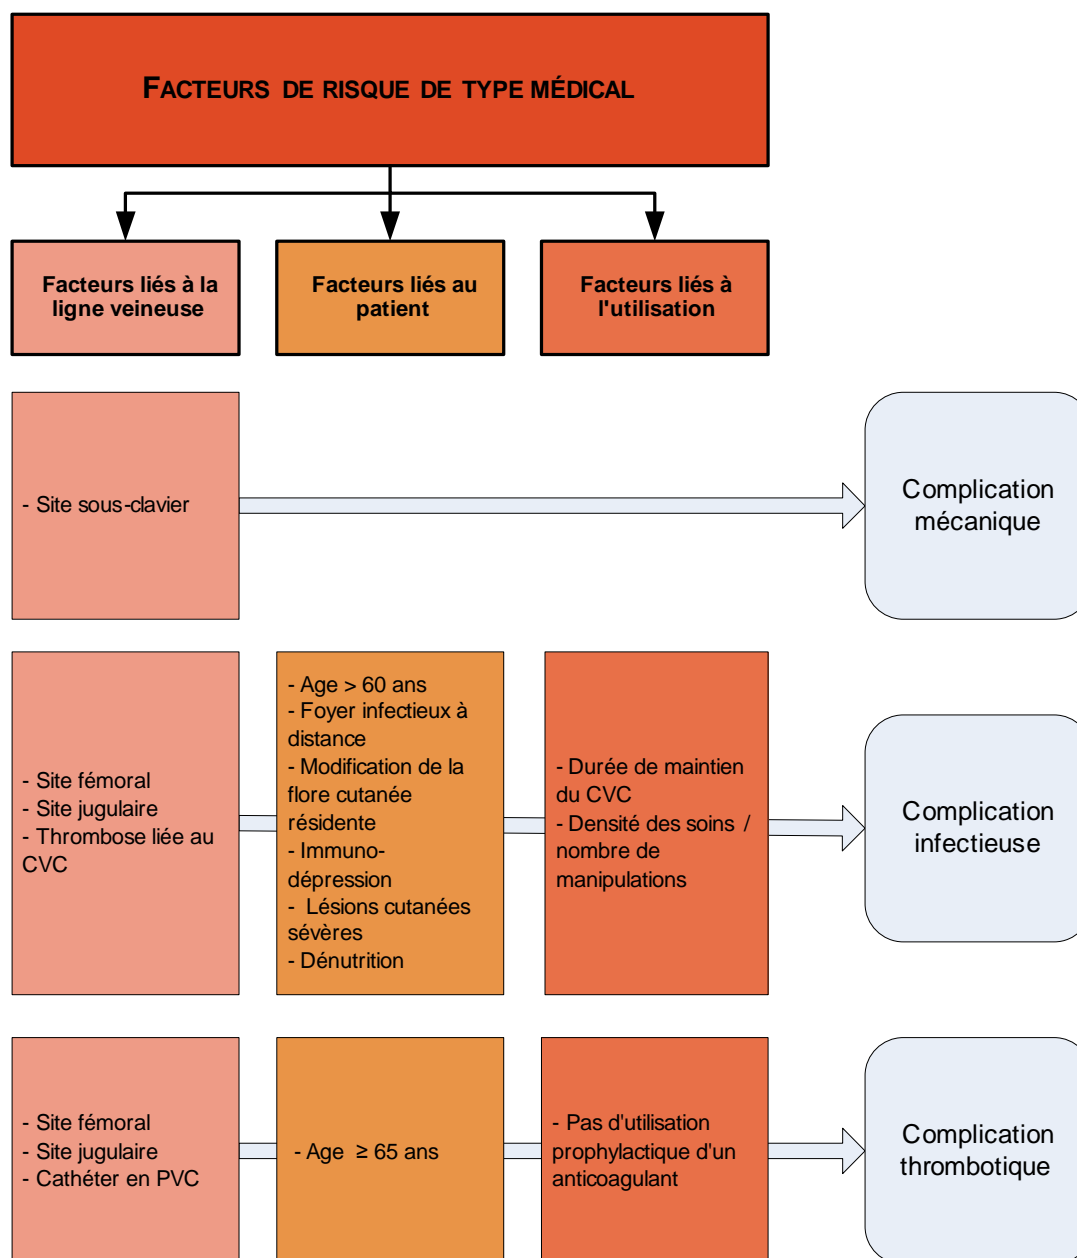 FACTEURS DE RISQUE DE TYPE MÉDICAL
Facteurs liés à la
ligne veineuse
Facteurs liés au
patient
Facteurs liés à
l'utilisation
- Site sous-clavier
Complication
mécanique
- Site fémoral
- Site jugulaire
- Thrombose liée au
CVC
- Age > 60 ans
- Foyer infectieux à
distance
- Modification de la
flore cutanée
résidente
- Immuno-
dépression
- Lésions cutanées
sévères
- Dénutrition
- Durée de maintien
du CVC
- Densité des soins /
nombre de
manipulations
Complication
infectieuse
- Site fémoral
- Site jugulaire
- Cathéter en PVC
- Age ≥ 65 ans
- Pas d'utilisation
prophylactique d'un
anticoagulant
Complication
thrombotique